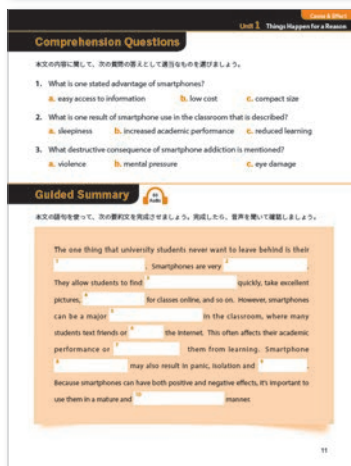 Cause & Effect
Unit 1 Things Happen for a Reason
Comprehension Questions
本文の内容に関して、次の質問の答えとして適当なものを選びましょう。
1. What is one stated advantage of smartphones?
a. easy access to information b. low cost c. compact size
2. What is one result of smartphone use in the classroom that is described?
a. sleepiness b. increased academic performance c. reduced learning
3. What destructive consequence of smartphone addiction is mentioned?
a. violence b. mental pressure c. eye damage
Guided Summary
Audio
本文の語句を使って、次の要約文を完成させましょう。完成したら、音声を聞いて確認しましょう。
The one thing that university students never want to leave behind is their
1 . Smartphones are very 2 .
They allow students to find 3 quickly, take excellent
pictures, 4 for classes online, and so on. However, smartphones
can be a major 5 in the classroom, where many
students text friends or 6 the internet. This often affects their academic
performance or 7 them from learning. Smartphone
8 may also result in panic, isolation and 9 .
Because smartphones can have both positive and negative effects, it's important to
use them in a mature and 10 manner.
11